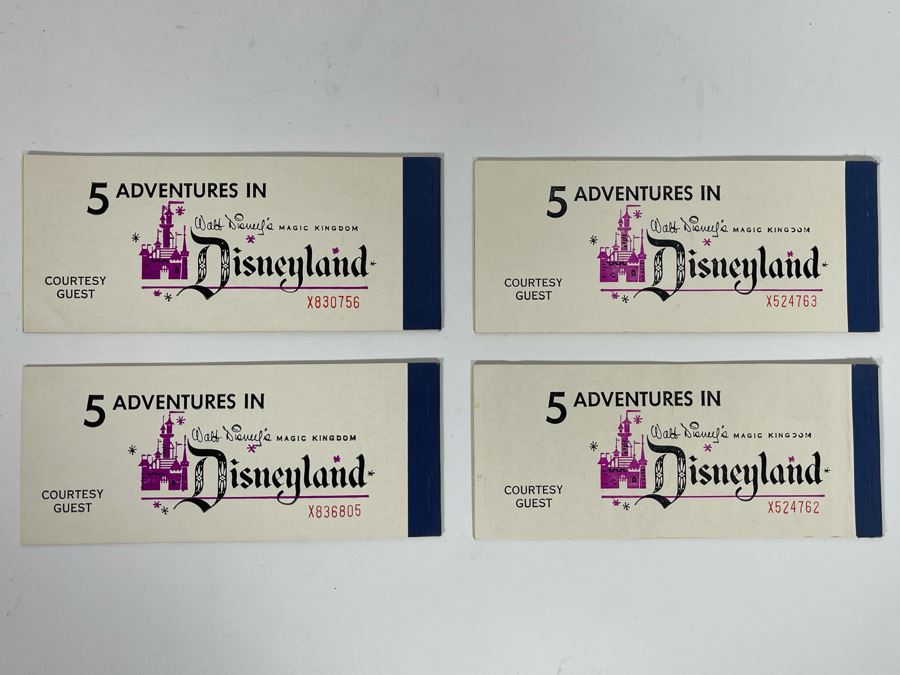 5 ADVENTURES IN
Walt Disney's MAGIC KINGDOM
Disneyland
COURTESY
GUEST
X830756
5 ADVENTURES IN
Walt Disney's MAGIC KINGDOM
Disneyland
COURTESY
GUEST
X524763
5 ADVENTURES IN
Walt Disney's MAGIC KINGDOM
Disneyland
COURTESY
GUEST
X836805
5 ADVENTURES IN
Walt Disney's MAGIC KINGDOM
Disneyland
COURTESY
GUEST
X524762